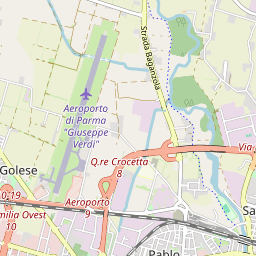 Strada Baganzola
Aeroporto
di Parma
"Giuseppe
Verdi"
Q.re Crocetta
8
Via
Golese
0-19
Aeroporto
9
milia Ovest
10
Sa
Pablo